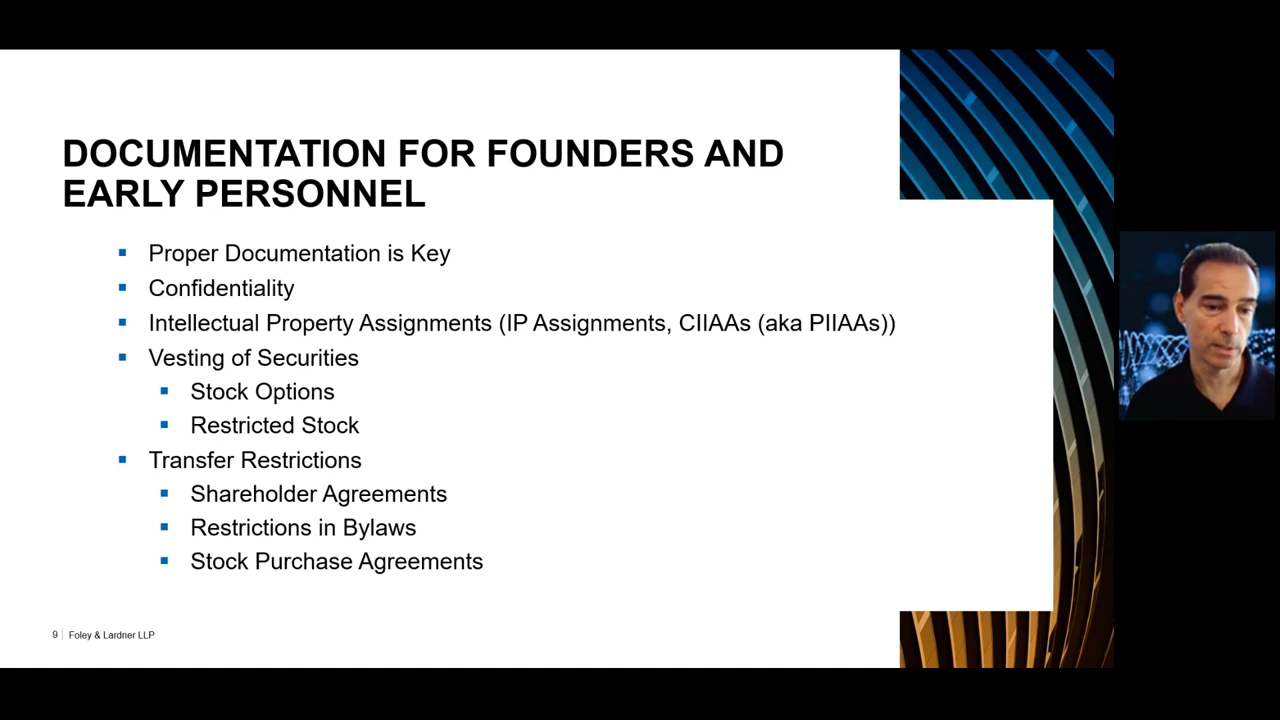 DOCUMENTATION FOR FOUNDERS AND
EARLY PERSONNEL
Proper Documentation is Key
Confidentiality
Intellectual Property Assignments (IP Assignments, CIIAAs (aka PIIAAs))
Vesting of Securities
Stock Options
Restricted Stock
Transfer Restrictions
Shareholder Agreements
Restrictions in Bylaws
Stock Purchase Agreements
9 Foley & Lardner LLP